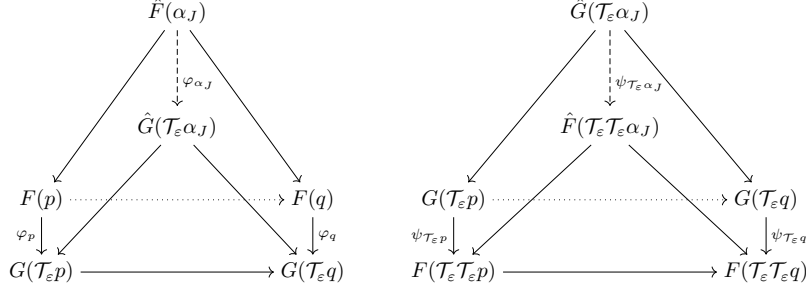 F̂(α_J) Ĝ(𝒯_ε α_J)
φ_{α_J} ψ_{𝒯_ε α_J}
Ĝ(𝒯_ε α_J) F̂(𝒯_ε 𝒯_ε α_J)
F(p) F(q) G(𝒯_ε p) G(𝒯_ε q)
φ_p φ_q ψ_{𝒯_ε p} ψ_{𝒯_ε q}
G(𝒯_ε p) G(𝒯_ε q) F(𝒯_ε 𝒯_ε p) F(𝒯_ε 𝒯_ε q)